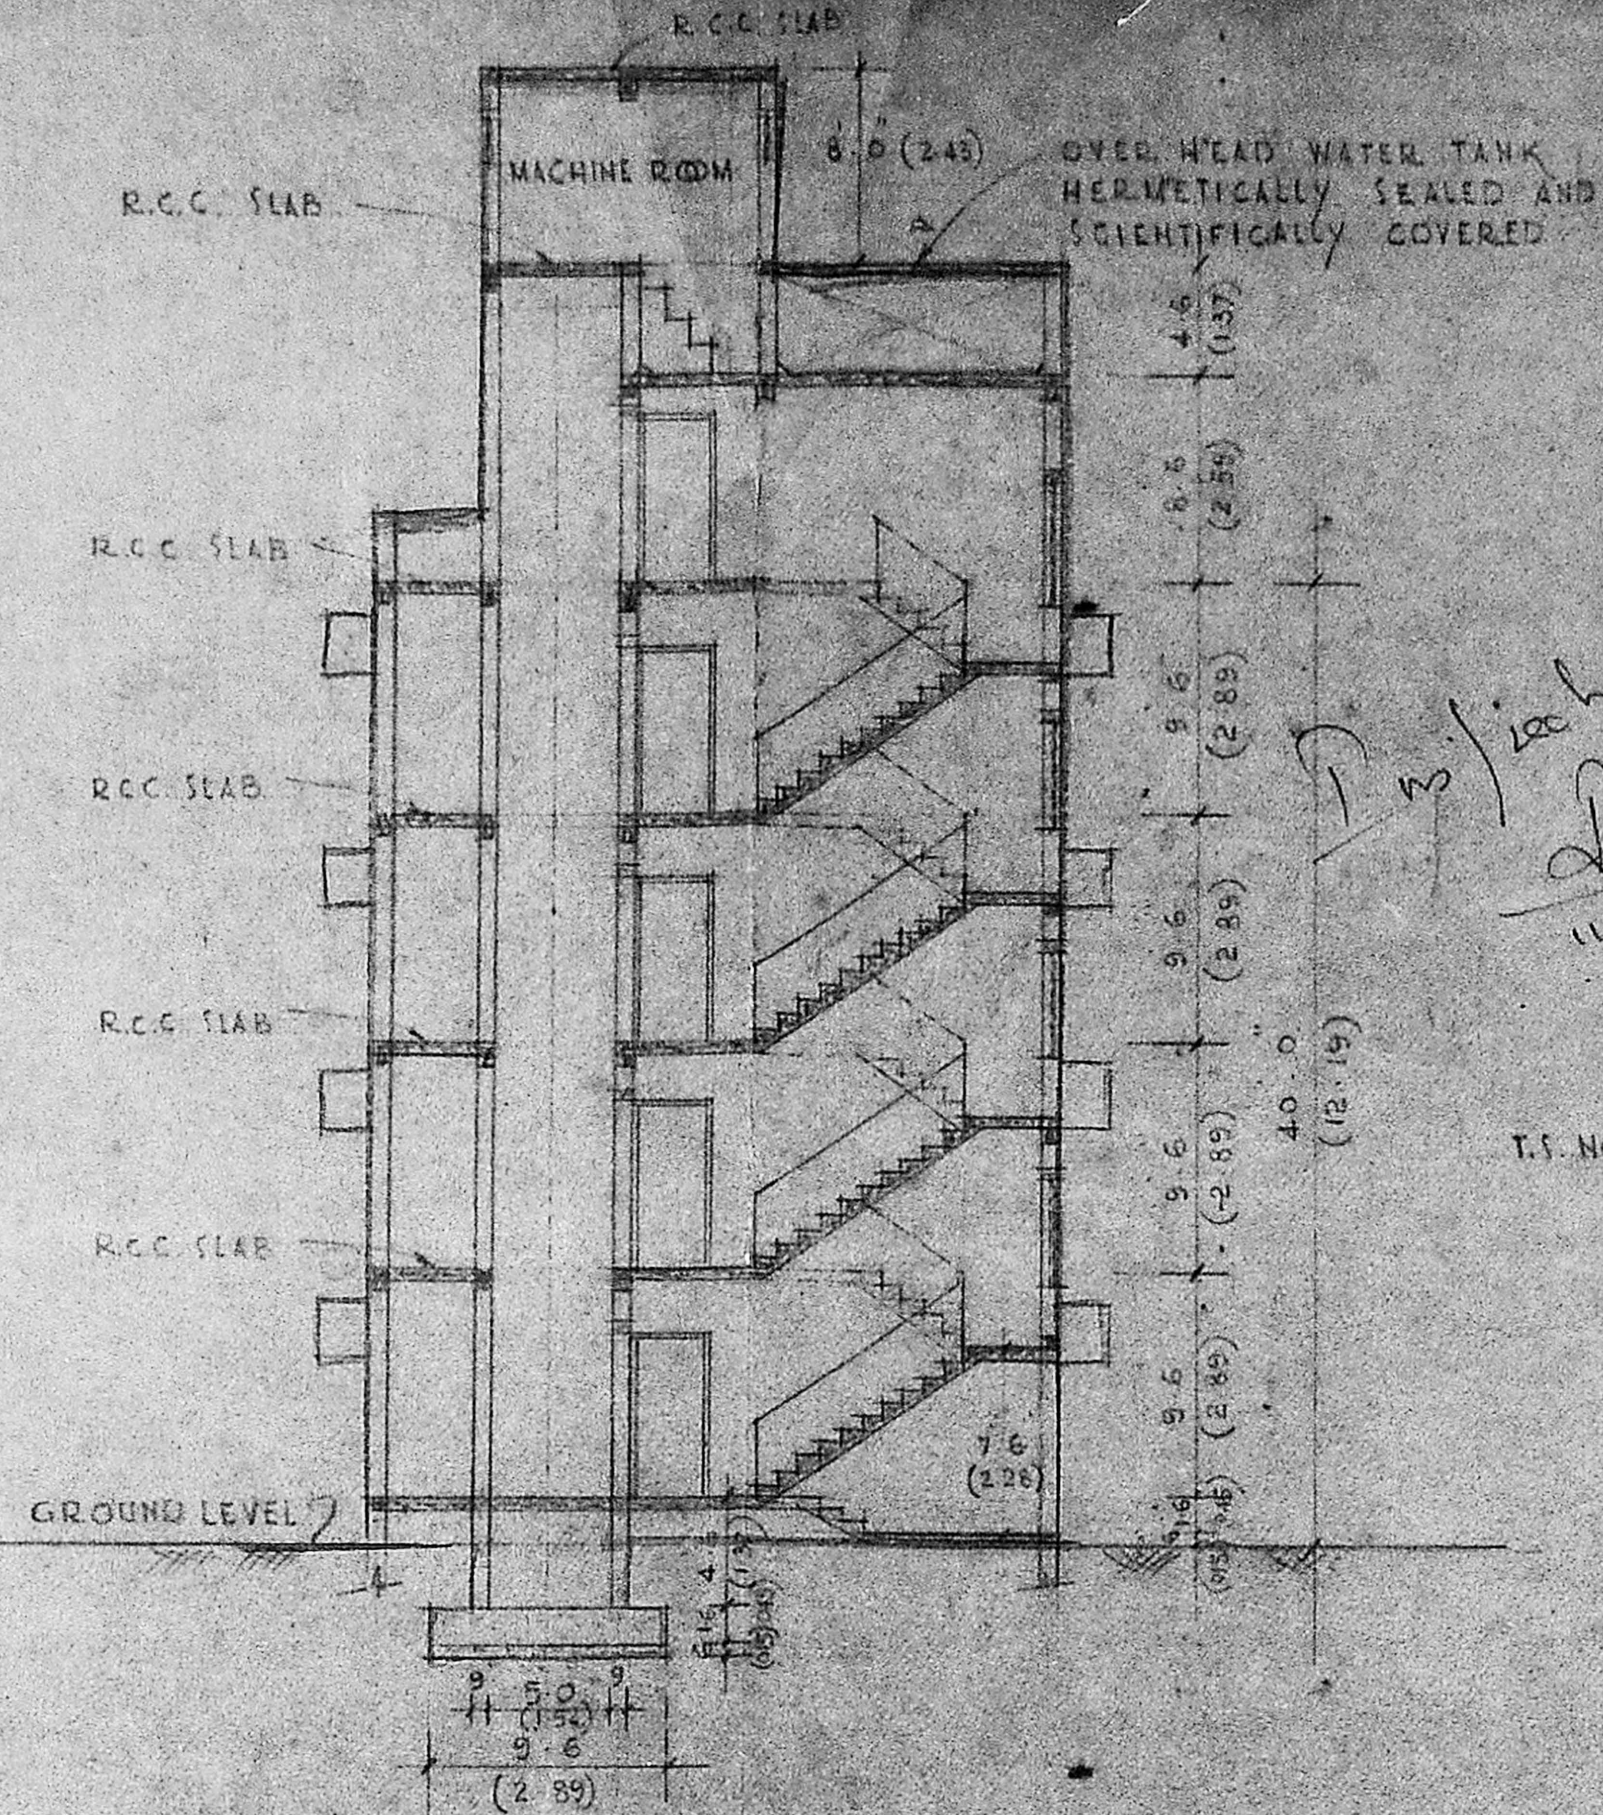 R.C.C. SLAB
8'.0" (2.43)
OVER HEAD WATER TANK
HERMETICALLY SEALED AND
SCIENTIFICALLY COVERED
MACHINE ROOM
R.C.C. SLAB
4.6
(1.37)
8.6
(2.59)
R.C.C. SLAB
9.6
(2.89)
R.C.C. SLAB
9.6
(2.89)
R.C.C. SLAB
40.0"
(12.19)
9.6
(2.89)
T.S. No
R.C.C. SLAB
9.6
(2.89)
7.6
(2.28)
GROUND LEVEL
9 5.0 9
(1.52)
9.6
(2.89)